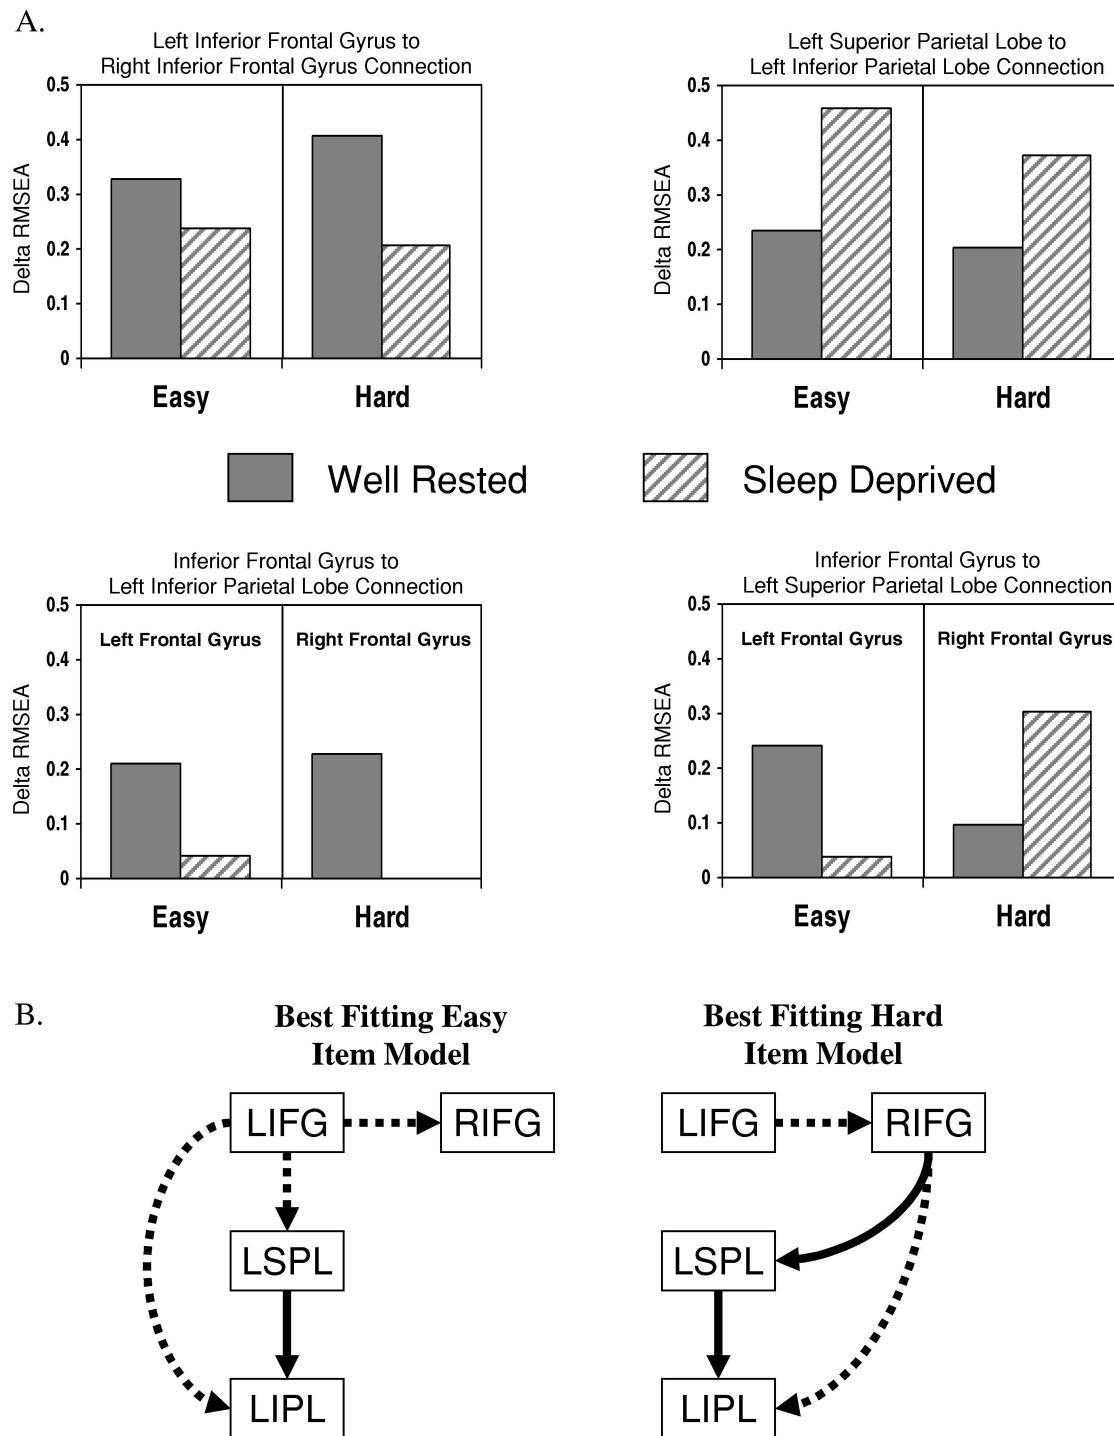 A.
Left Inferior Frontal Gyrus to
Right Inferior Frontal Gyrus Connection
Delta RMSEA
0.5
0.4
0.3
0.2
0.1
0
Easy Hard
Left Superior Parietal Lobe to
Left Inferior Parietal Lobe Connection
Delta RMSEA
0.5
0.4
0.3
0.2
0.1
0
Easy Hard
Well Rested Sleep Deprived
Inferior Frontal Gyrus to
Left Inferior Parietal Lobe Connection
Delta RMSEA
0.5
Left Frontal Gyrus Right Frontal Gyrus
0.4
0.3
0.2
0.1
0
Easy Hard
Inferior Frontal Gyrus to
Left Superior Parietal Lobe Connection
Delta RMSEA
0.5
Left Frontal Gyrus Right Frontal Gyrus
0.4
0.3
0.2
0.1
0
Easy Hard
B.
Best Fitting Easy
Item Model
LIFG RIFG
LSPL
LIPL
Best Fitting Hard
Item Model
LIFG RIFG
LSPL
LIPL